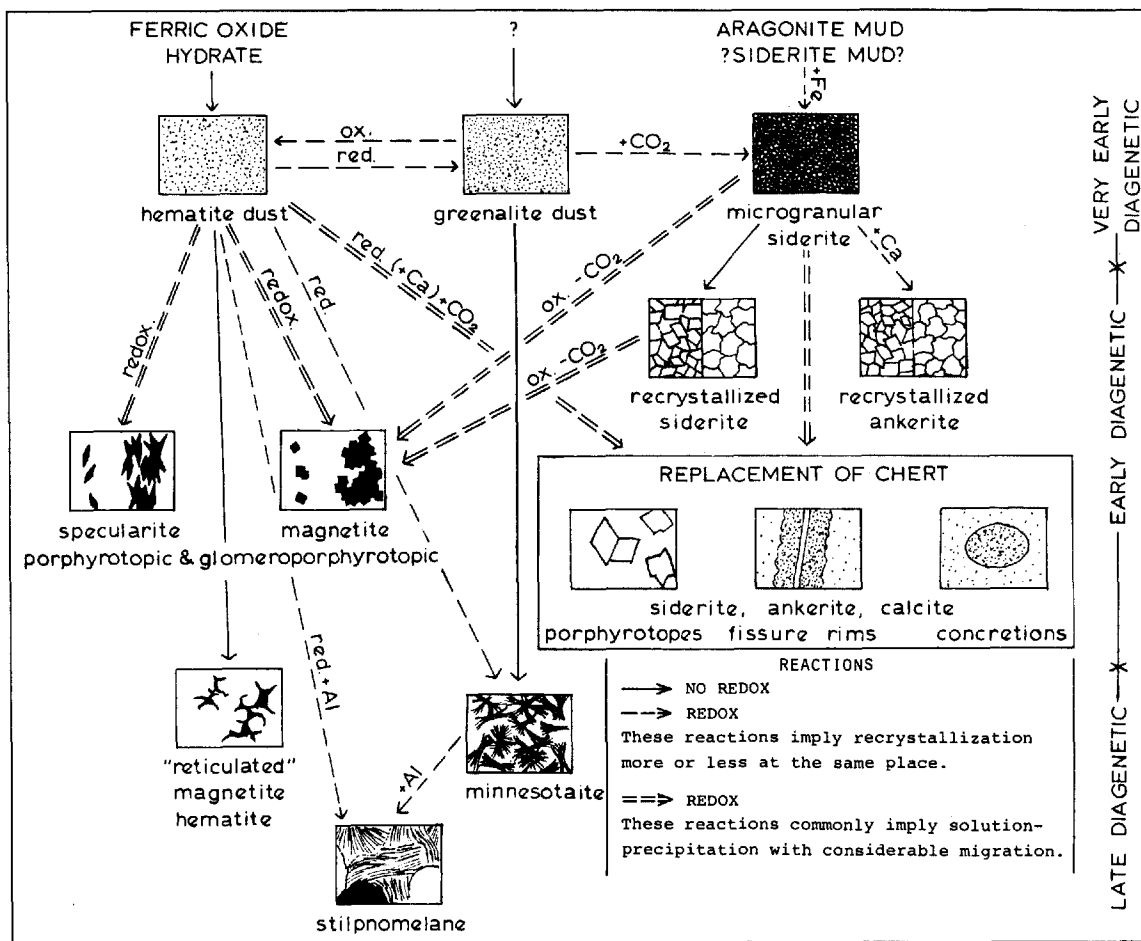 FERRIC OXIDE
HYDRATE
?
ARAGONITE MUD
?SIDERITE MUD?
+Fe
ox.
red.
+CO₂
hematite dust
greenalite dust
microgranular
siderite
+Ca
redox.
redox.
red.
red. (+Ca)+CO₂
ox. -CO₂
ox. -CO₂
recrystallized
siderite
recrystallized
ankerite
specularite
magnetite
porphyrotopic & glomeroporphyrotopic
REPLACEMENT OF CHERT
siderite, ankerite, calcite
porphyrotopes
fissure rims
concretions
red.+Al
"reticulated"
magnetite
hematite
minnesotaite
+Al
stilpnomelane
REACTIONS
NO REDOX
REDOX
These reactions imply recrystallization
more or less at the same place.
REDOX
These reactions commonly imply solution-
precipitation with considerable migration.
VERY EARLY
DIAGENETIC
EARLY DIAGENETIC
LATE DIAGENETIC